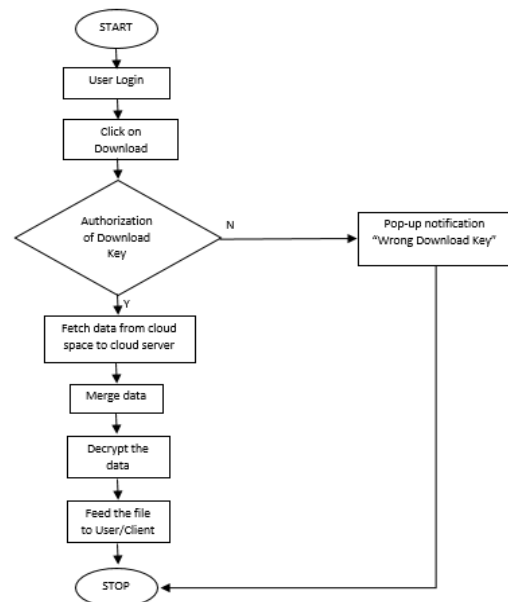 START
User Login
Click on
Download
Authorization
of Download
Key
N
Pop-up notification
“Wrong Download Key”
Y
Fetch data from cloud
space to cloud server
Merge data
Decrypt the
data
Feed the file
to User/Client
STOP